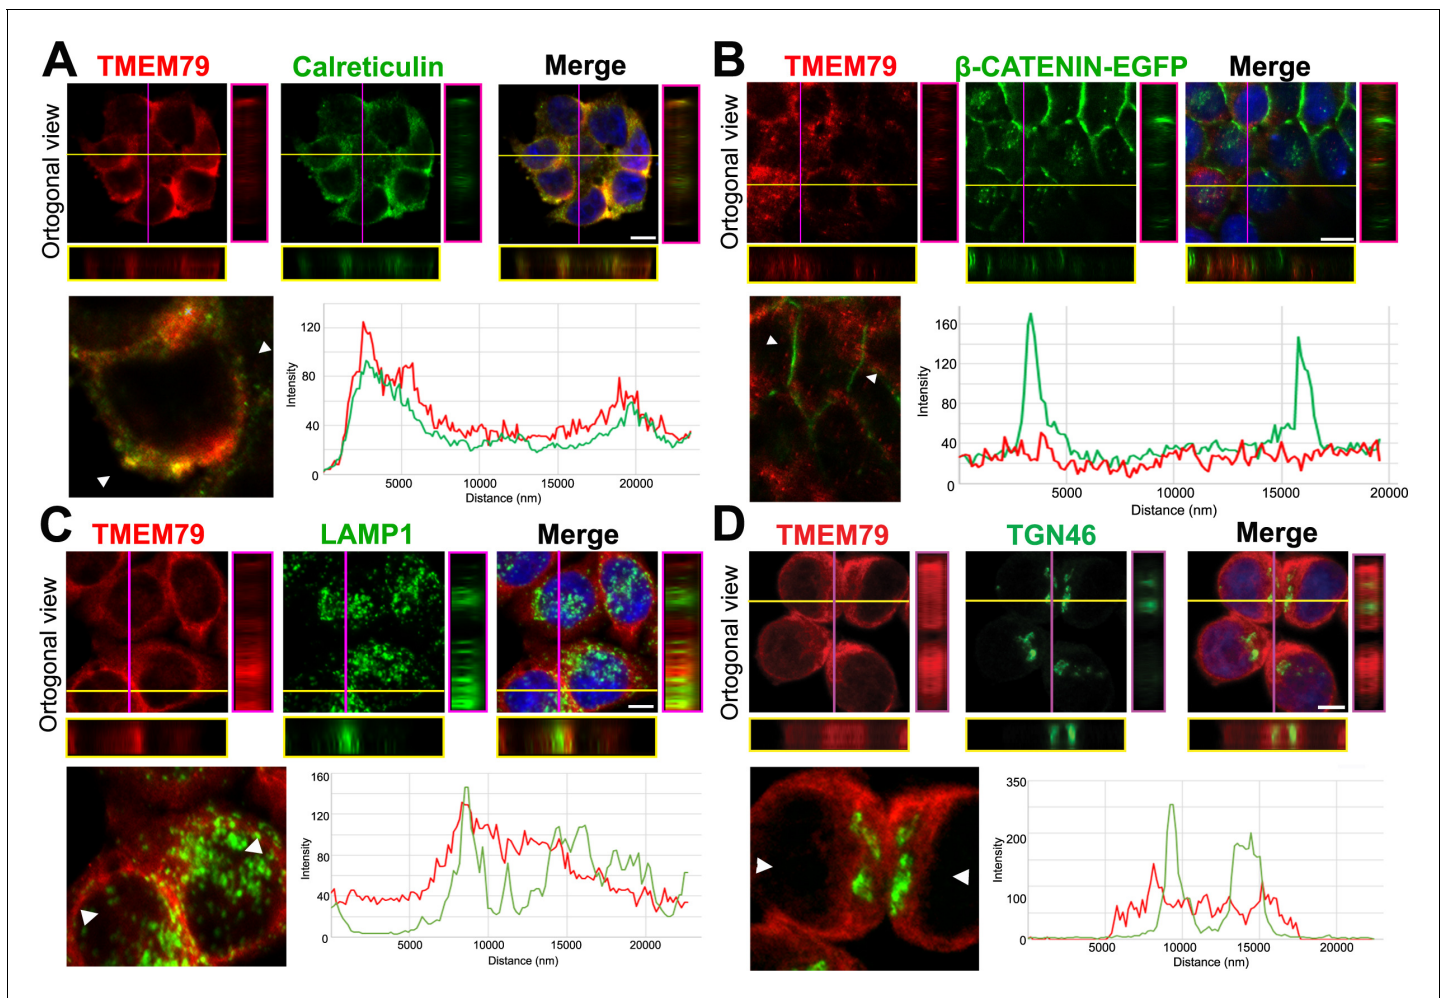 A
TMEM79
Calreticulin
Merge
Ortogonal view
120
80
40
0
Intensity
5000
10000
15000
20000
Distance (nm)
B
TMEM79
β-CATENIN-EGFP
Merge
Ortogonal view
160
120
80
40
0
Intensity
5000
10000
15000
20000
Distance (nm)
C
TMEM79
LAMP1
Merge
Ortogonal view
160
120
80
40
0
Intensity
5000
10000
15000
20000
Distance (nm)
D
TMEM79
TGN46
Merge
Ortogonal view
350
200
100
0
Intensity
5000
10000
15000
20000
Distance (nm)